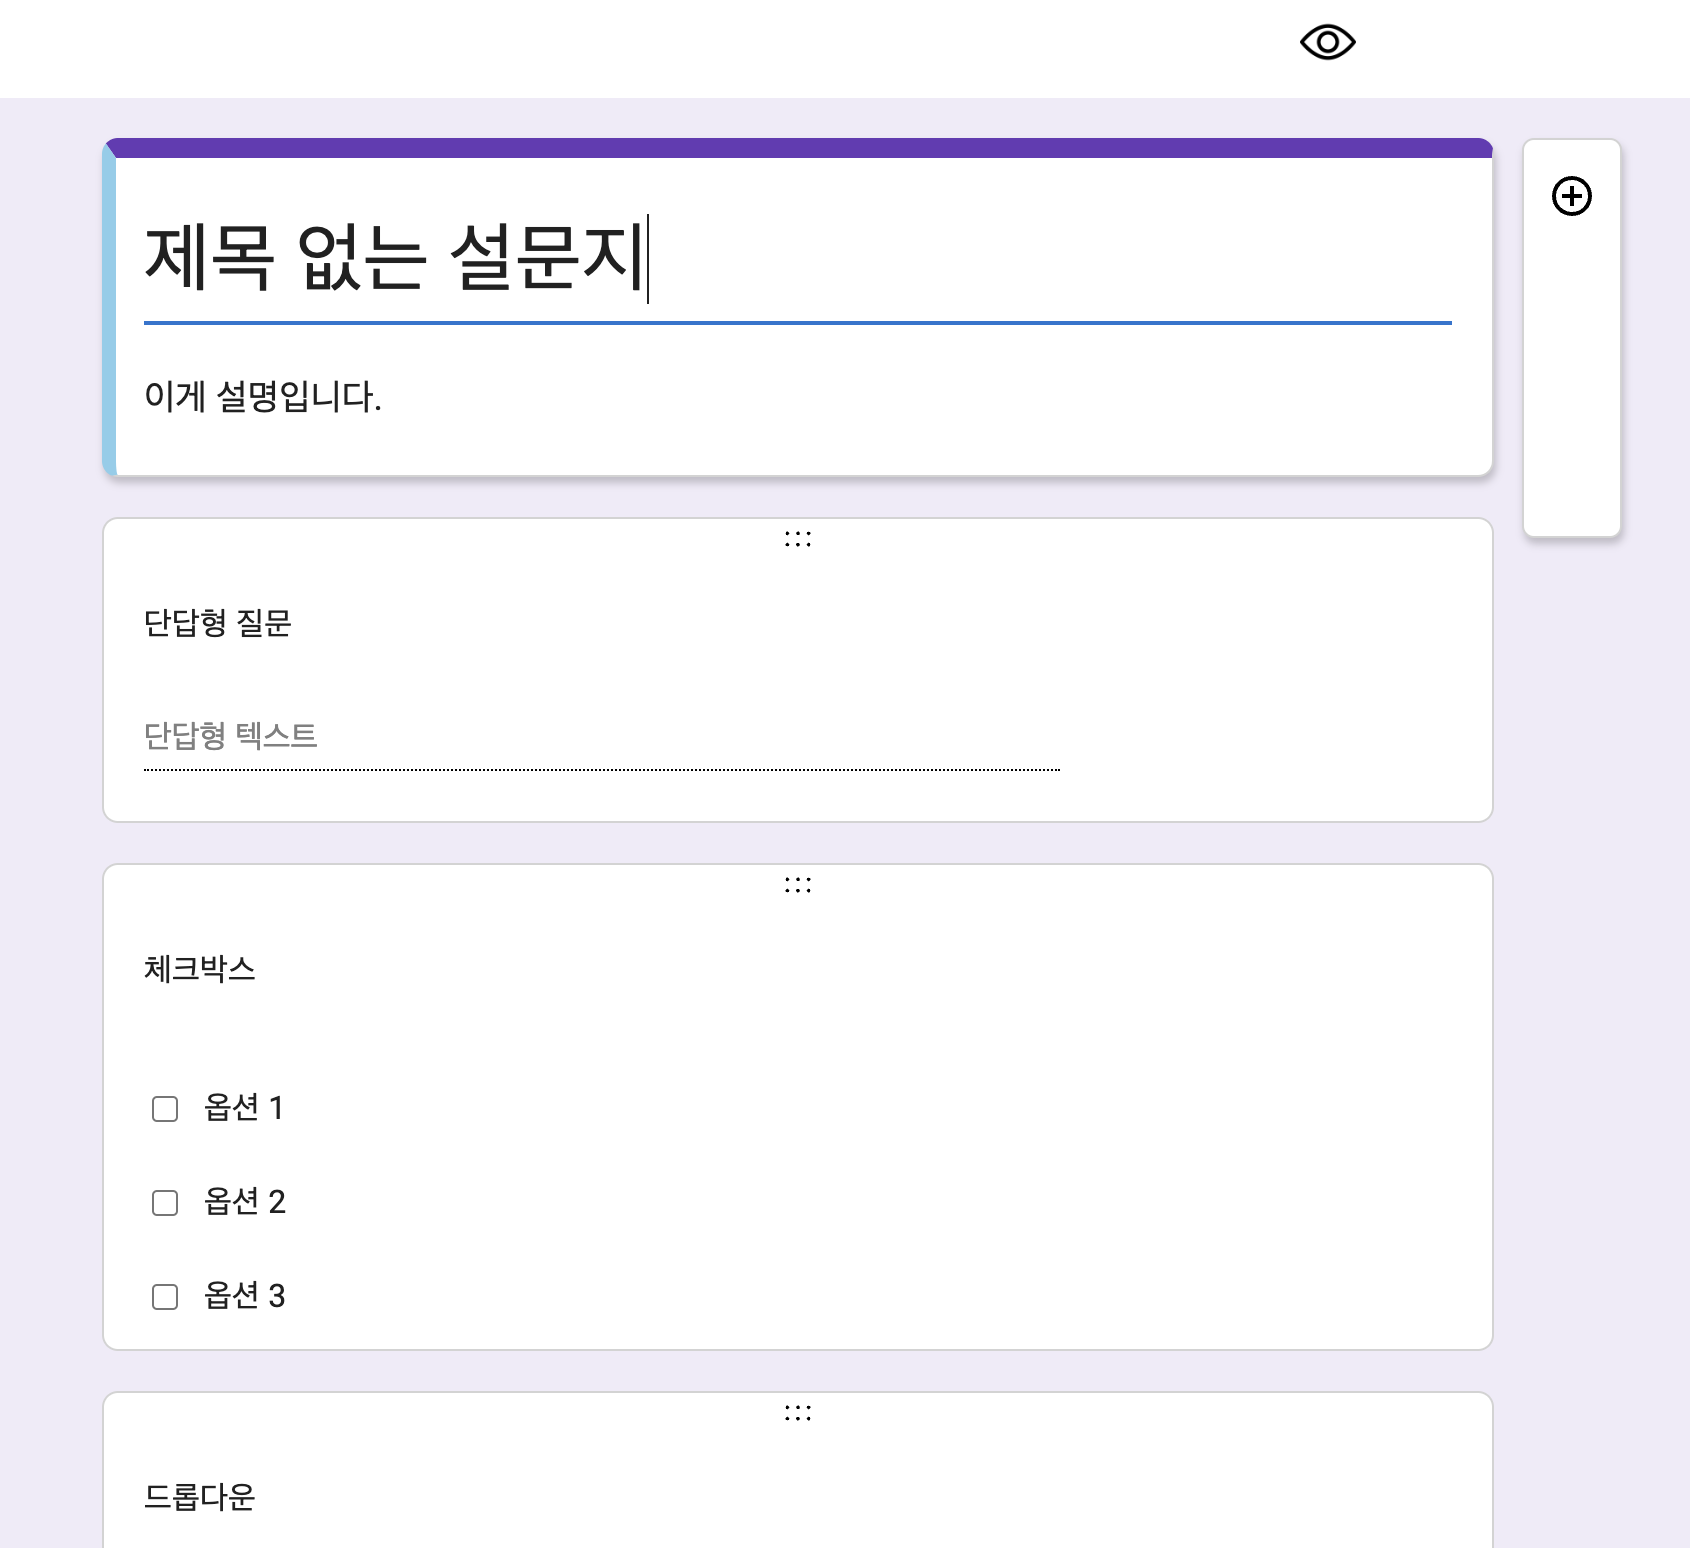 제목 없는 설문지
이게 설명입니다.
단답형 질문
단답형 텍스트
체크박스
옵션 1
옵션 2
옵션 3
드롭다운